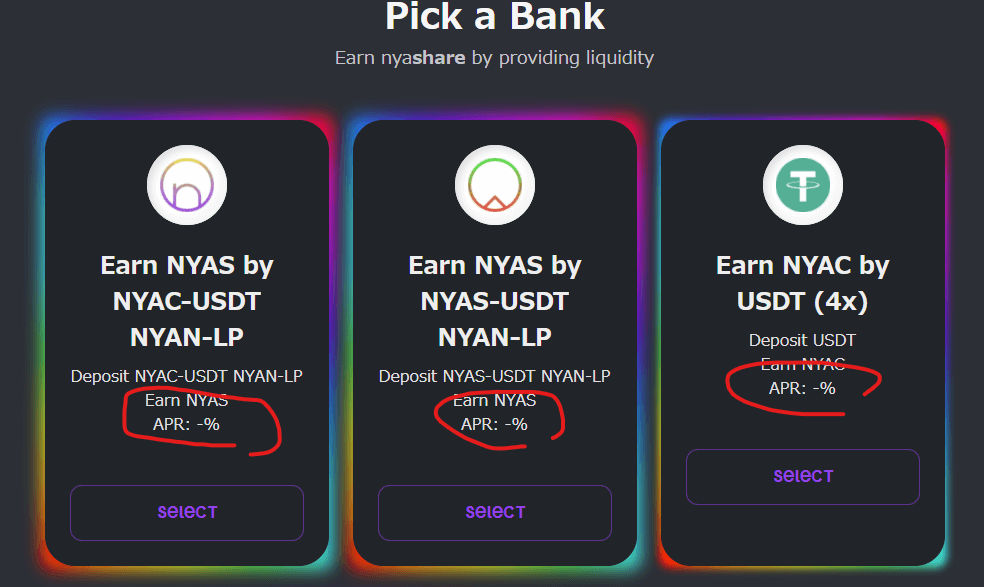 Pick a Bank
Earn nyashare by providing liquidity
Earn NYAS by
NYAC-USDT
NYAN-LP
Deposit NYAC-USDT NYAN-LP
Earn NYAS
APR: -%
select
Earn NYAS by
NYAS-USDT
NYAN-LP
Deposit NYAS-USDT NYAN-LP
Earn NYAS
APR: -%
select
Earn NYAC by
USDT (4x)
Deposit USDT
Earn NYAC
APR: -%
select